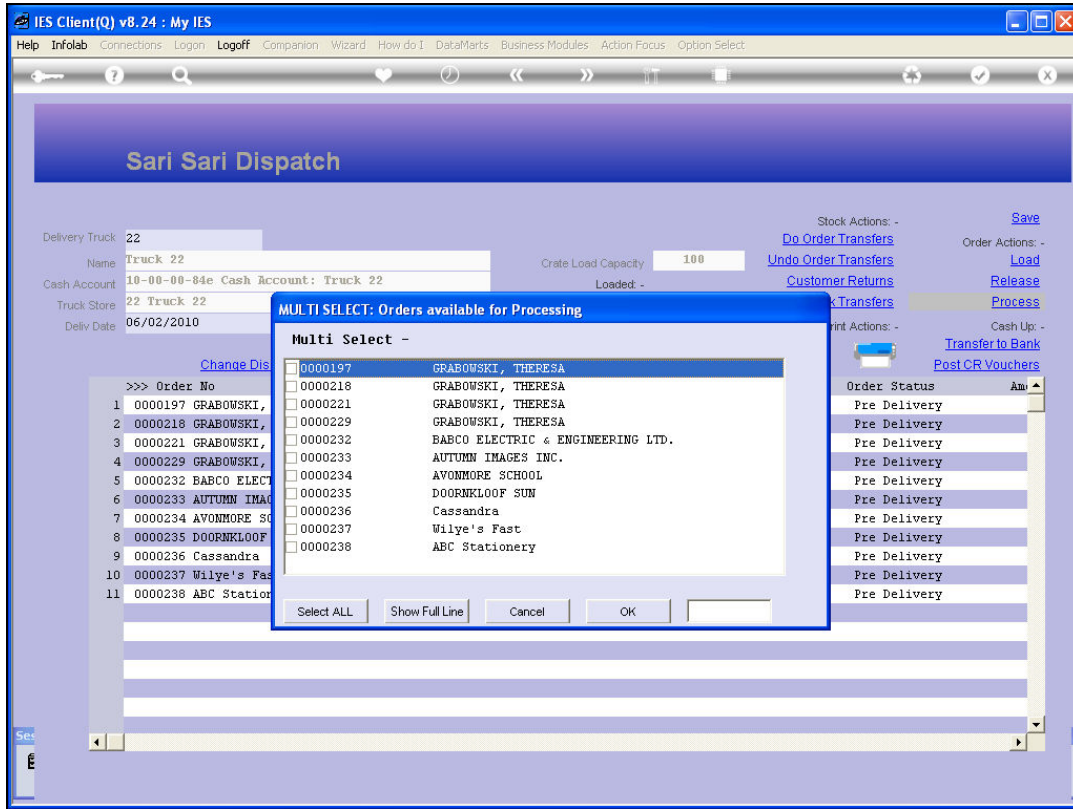 IES Client(Q) v8.24 : My IES
Help Infolab Connections Logon Logoff Companion Wizard How do I DataMarts Business Modules Action Focus Option Select
Sari Sari Dispatch
Stock Actions: - Save
Delivery Truck 22 Do Order Transfers Order Actions: -
Name Truck 22 Crate Load Capacity 100 Undo Order Transfers Load
Cash Account 10-00-00-84e Cash Account: Truck 22 Loaded: - Customer Returns Release
Truck Store 22 Truck 22 Transfers Process
Deliv Date 06/02/2010 Actions: - Cash Up: -
Transfer to Bank
Change Post CR Vouchers
>>> Order No Order Status
1 0000197 GRABOWSKI, Pre Delivery
2 0000218 GRABOWSKI, Pre Delivery
3 0000221 GRABOWSKI, Pre Delivery
4 0000229 GRABOWSKI, Pre Delivery
5 0000232 BABCO ELECT Pre Delivery
6 0000233 AUTUMN IMAG Pre Delivery
7 0000234 AVONMORE SC Pre Delivery
8 0000235 DOORNKLOOF Pre Delivery
9 0000236 Cassandra Pre Delivery
10 0000237 Wilye's Fas Pre Delivery
11 0000238 ABC Station Pre Delivery
MULTI SELECT: Orders available for Processing
Multi Select -
0000197 GRABOWSKI, THERESA
0000218 GRABOWSKI, THERESA
0000221 GRABOWSKI, THERESA
0000229 GRABOWSKI, THERESA
0000232 BABCO ELECTRIC & ENGINEERING LTD.
0000233 AUTUMN IMAGES INC.
0000234 AVONMORE SCHOOL
0000235 DOORNKLOOF SUN
0000236 Cassandra
0000237 Wilye's Fast
0000238 ABC Stationery
Select ALL Show Full Line Cancel OK